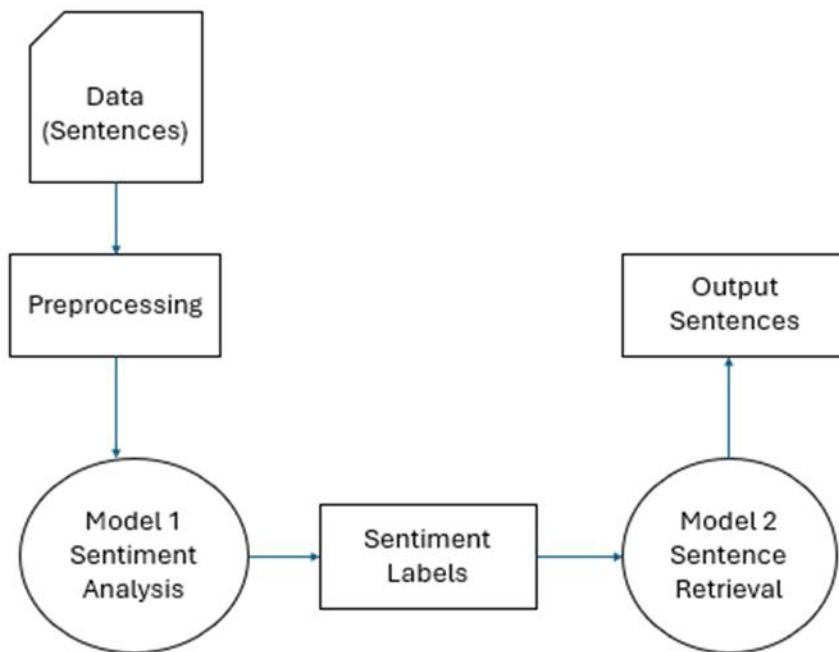 Data
(Sentences)
Preprocessing
Model 1
Sentiment
Analysis
Sentiment
Labels
Model 2
Sentence
Retrieval
Output
Sentences